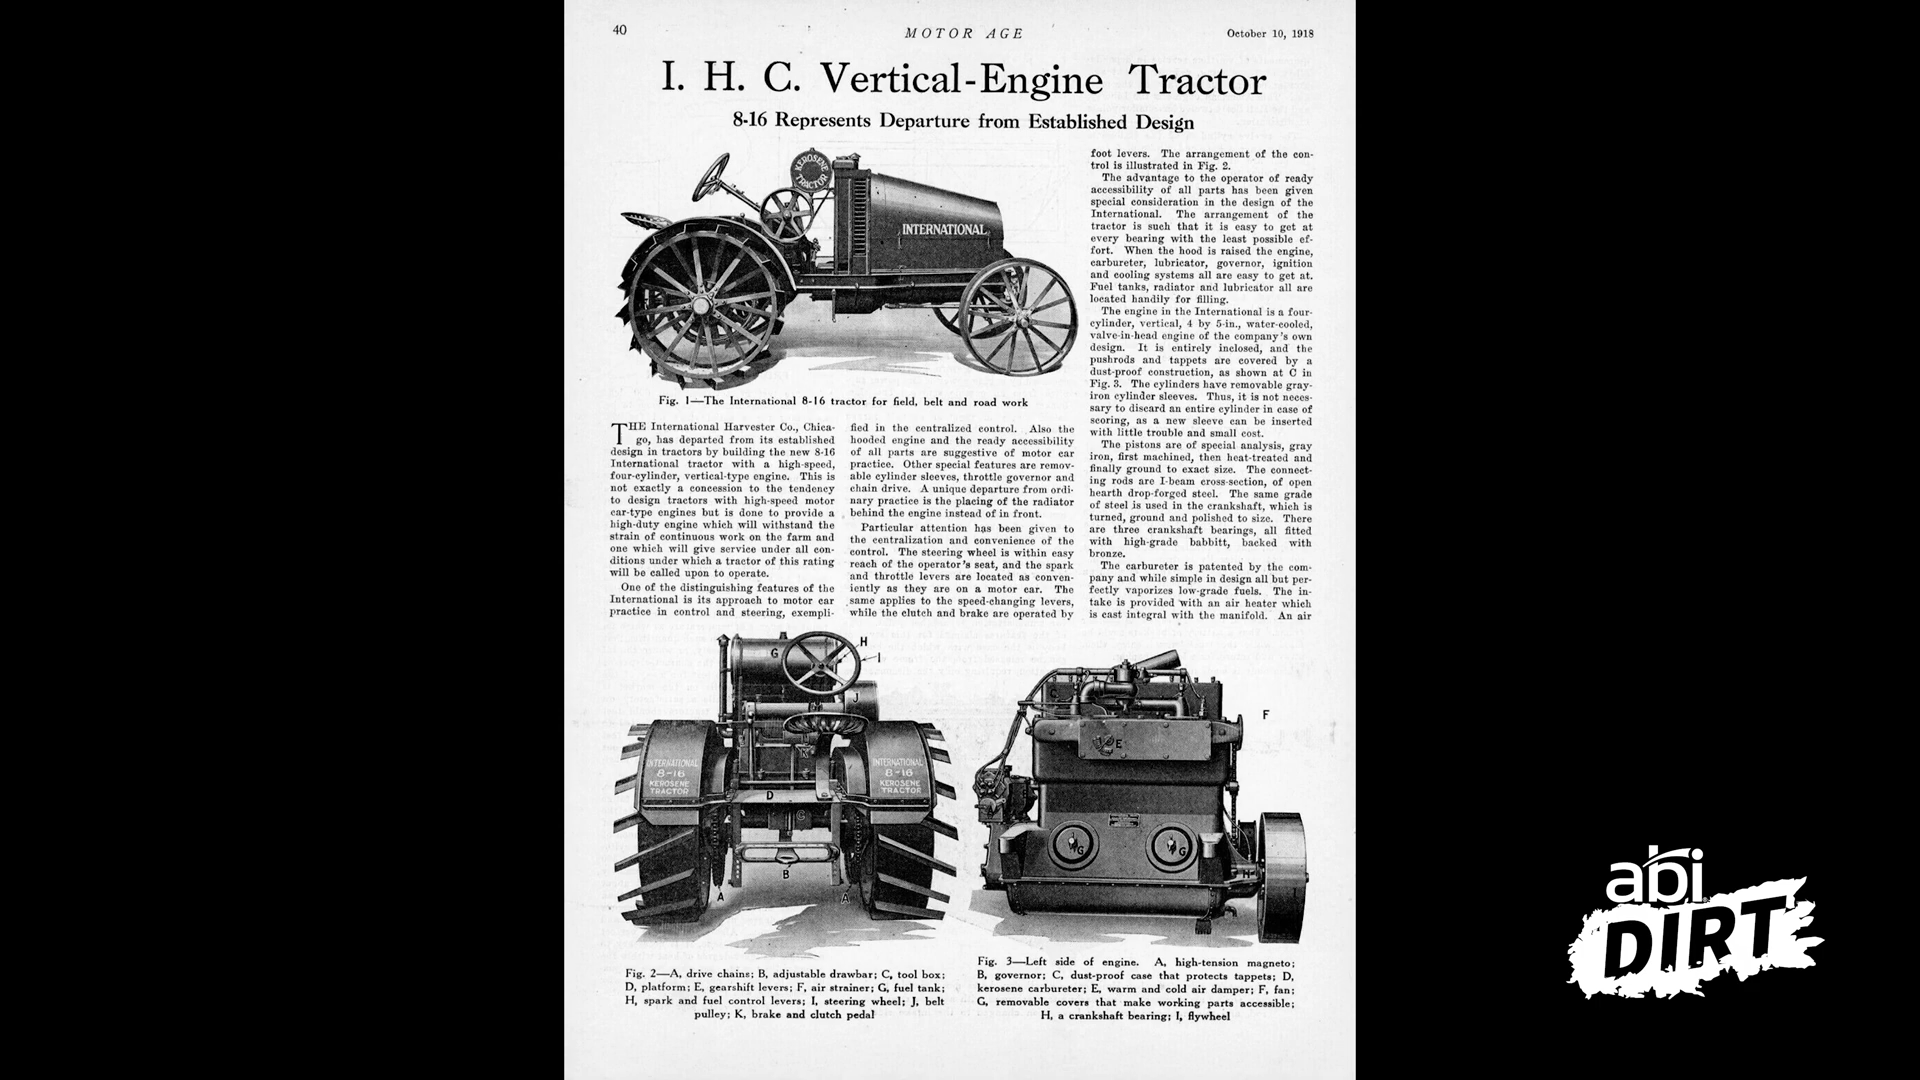 40
MOTOR AGE
October 10, 1918
I. H. C. Vertical-Engine Tractor
8-16 Represents Departure from Established Design
KEROSENE
TRACTOR
INTERNATIONAL
Fig. 1—The International 8-16 tractor for field, belt and road work
THE International Harvester Co., Chica-
go, has departed from its established
design in tractors by building the new 8-16
International tractor with a high-speed,
four-cylinder, vertical-type engine. This is
not exactly a concession to the tendency
to design tractors with high-speed motor
car-type engines but is done to provide a
high-duty engine which will withstand the
strain of continuous work on the farm and
one which will give service under all con-
ditions under which a tractor of this rating
will be called upon to operate.
One of the distinguishing features of the
International is its approach to motor car
practice in control and steering, exempli-
fied in the centralized control. Also the
hooded engine and the ready accessibility
of all parts are suggestive of motor car
practice. Other special features are remov-
able cylinder sleeves, throttle governor and
chain drive. A unique departure from ordi-
nary practice is the placing of the radiator
behind the engine instead of in front.
Particular attention has been given to
the centralization and convenience of the
control. The steering wheel is within easy
reach of the operator's seat, and the spark
and throttle levers are located as conven-
iently as they are on a motor car. The
same applies to the speed-changing levers,
while the clutch and brake are operated by
foot levers. The arrangement of the con-
trol is illustrated in Fig. 2.
The advantage to the operator of ready
accessibility of all parts has been given
special consideration in the design of the
International. The arrangement of the
tractor is such that it is easy to get at
every bearing with the least possible ef-
fort. When the hood is raised the engine,
carbureter, lubricator, governor, ignition
and cooling systems all are easy to get at.
Fuel tanks, radiator and lubricator all are
located handily for filling.
The engine in the International is a four-
cylinder, vertical, 4 by 5-in., water-cooled,
valve-in-head engine of the company's own
design. It is entirely inclosed, and the
pushrods and tappets are covered by a
dust-proof construction, as shown at C in
Fig. 3. The cylinders have removable gray-
iron cylinder sleeves. Thus, it is not neces-
sary to discard an entire cylinder in case of
scoring, as a new sleeve can be inserted
with little trouble and small cost.
The pistons are of special analysis, gray
iron, first machined, then heat-treated and
finally ground to exact size. The connect-
ing rods are I-beam cross-section, of open
hearth drop-forged steel. The same grade
of steel is used in the crankshaft, which is
turned, ground and polished to size. There
are three crankshaft bearings, all fitted
with high-grade babbitt, backed with
bronze.
The carbureter is patented by the com-
pany and while simple in design all but per-
fectly vaporizes low-grade fuels. The in-
take is provided with an air heater which
is cast integral with the manifold. An air
G
H
I
J
K
INTERNATIONAL
8-16
KEROSENE
TRACTOR
INTERNATIONAL
8-16
KEROSENE
TRACTOR
D
C
B
A
A
C
E
F
A
G
G
H
Fig. 2—A, drive chains; B, adjustable drawbar; C, tool box;
D, platform; E, gearshift levers; F, air strainer; G, fuel tank;
H, spark and fuel control levers; I, steering wheel; J, belt
pulley; K, brake and clutch pedal
Fig. 3—Left side of engine. A, high-tension magneto;
B, governor; C, dust-proof case that protects tappets; D,
kerosene carbureter; E, warm and cold air damper; F, fan;
G, removable covers that make working parts accessible;
H, a crankshaft bearing; I, flywheel
abi
DIRT